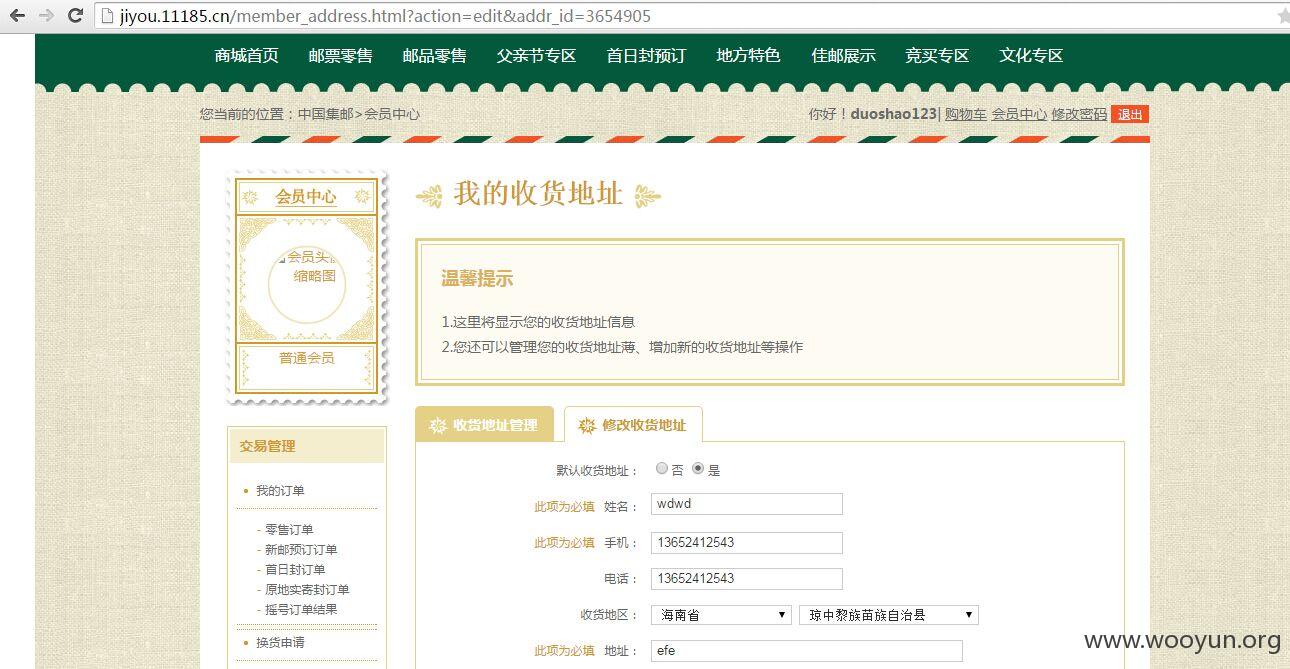 jiyou.11185.cn/member_address.html?action=edit&addr_id=3654905
商城首页 邮票零售 邮品零售 父亲节专区 首日封预订 地方特色 佳邮展示 竞买专区 文化专区
您当前的位置：中国集邮>会员中心
你好！duoshao123| 购物车 会员中心 修改密码 退出
会员中心
会员头
缩略图
普通会员
我的收货地址
温馨提示
1.这里将显示您的收货地址信息
2.您还可以管理您的收货地址薄、增加新的收货地址等操作
收货地址管理 修改收货地址
交易管理
• 我的订单
- 零售订单
- 新邮预订订单
- 首日封订单
- 原地实寄封订单
- 摇号订单结果
• 换货申请
默认收货地址： 否 是
此项为必填 姓名： wdwd
此项为必填 手机： 13652412543
电话： 13652412543
收货地区： 海南省 琼中黎族苗族自治县
此项为必填 地址： efe
www.wooyun.org